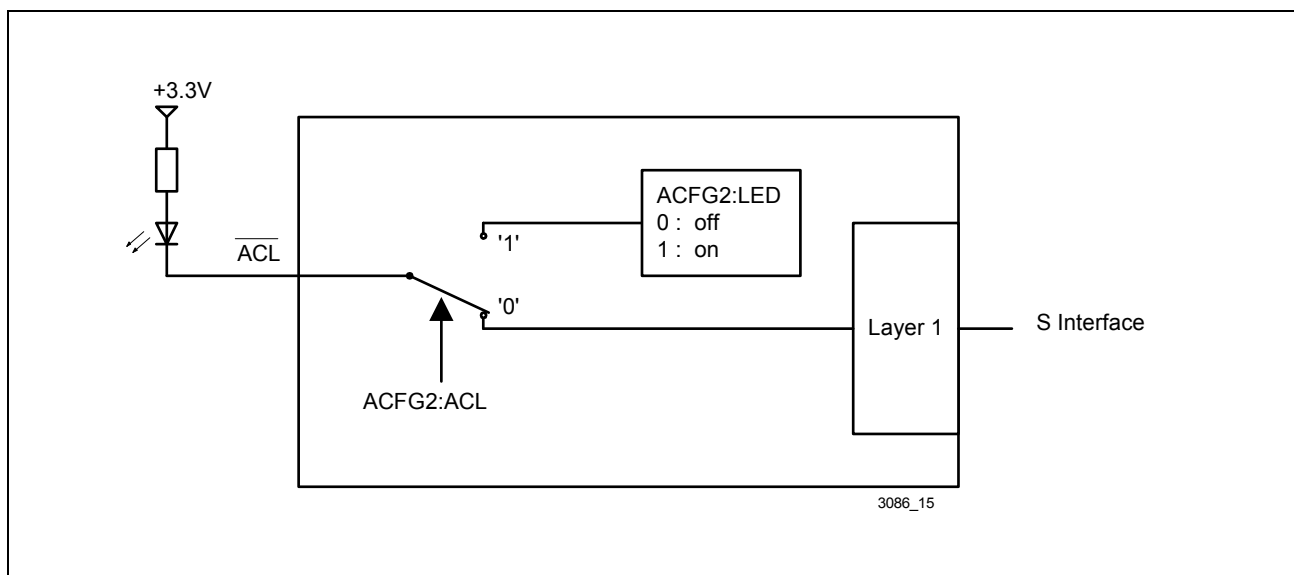 +3.3V
ACL
'1'
ACFG2:LED
0 : off
1 : on
'0'
Layer 1
S Interface
ACFG2:ACL
3086_15